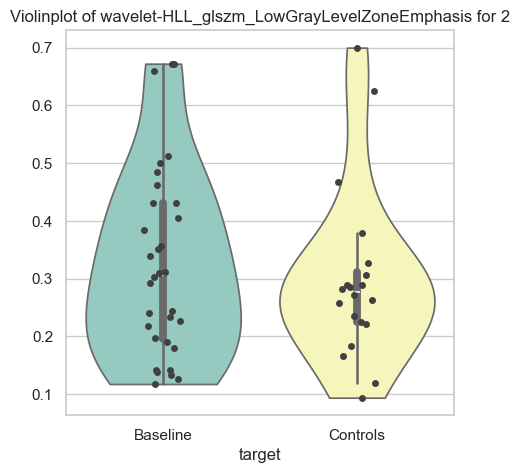 Violinplot of wavelet-HLL_glszm_LowGrayLevelZoneEmphasis for 2
0.7
0.6
0.5
0.4
0.3
0.2
0.1
Baseline
Controls
target